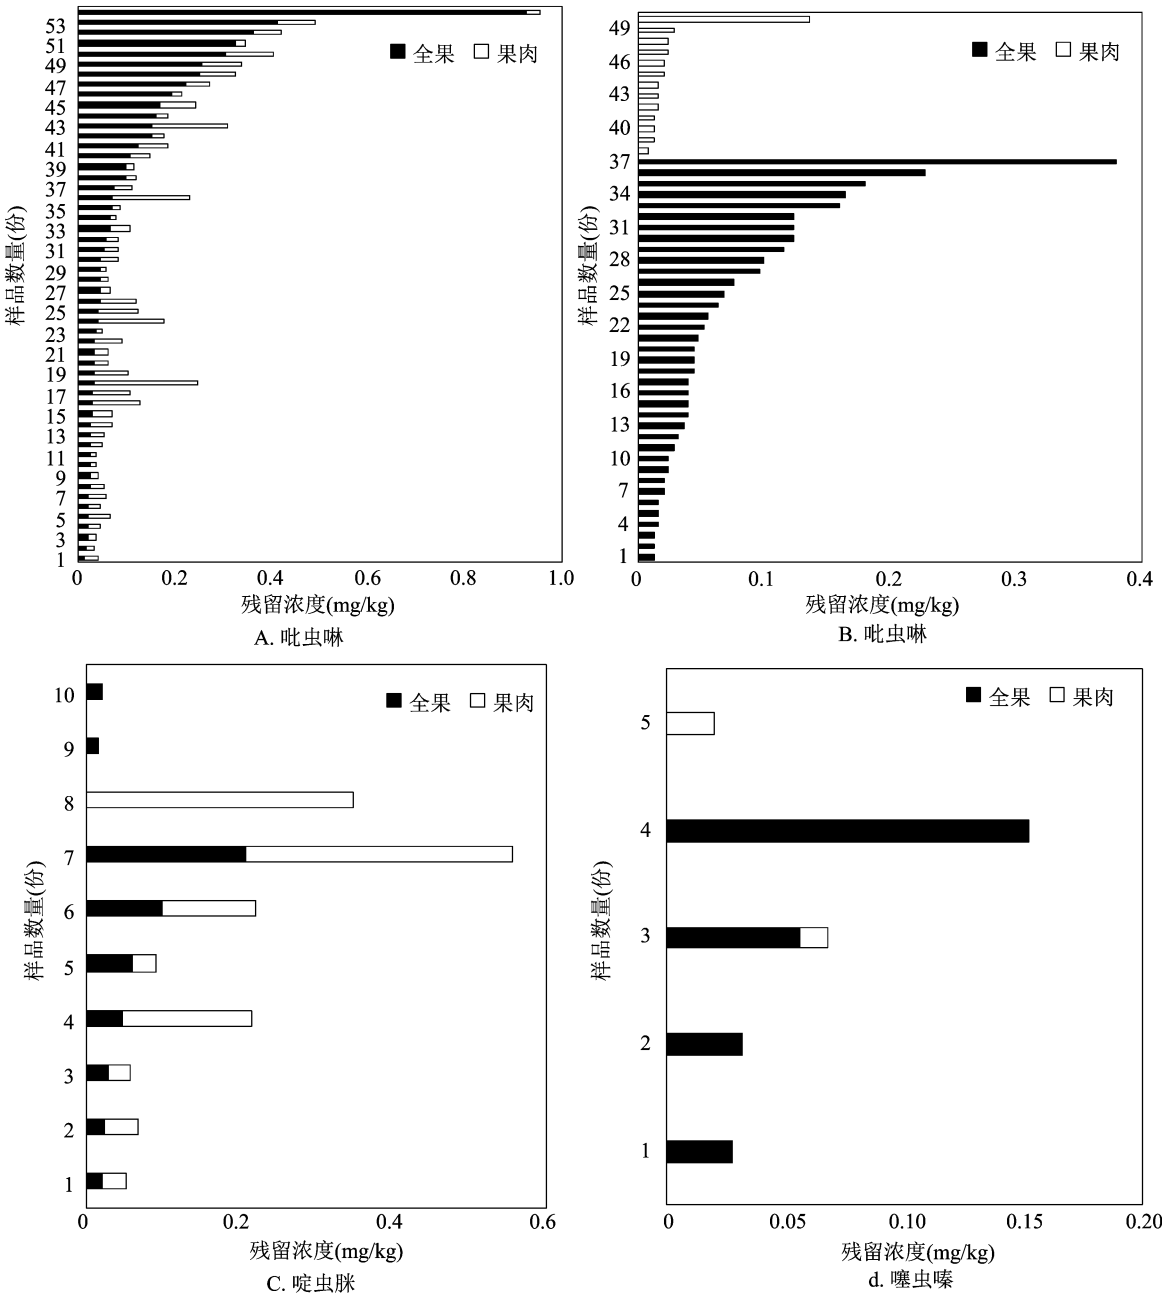 全果 果肉
样品数量(份)
53
51
49
47
45
43
41
39
37
35
33
31
29
27
25
23
21
19
17
15
13
11
9
7
5
3
1
0 0.2 0.4 0.6 0.8 1.0
残留浓度(mg/kg)
A. 吡虫啉
全果 果肉
样品数量(份)
49
46
43
40
37
34
31
28
25
22
19
16
13
10
7
4
1
0 0.1 0.2 0.3 0.4
残留浓度(mg/kg)
B. 吡虫啉
全果 果肉
样品数量(份)
10
9
8
7
6
5
4
3
2
1
0 0.2 0.4 0.6
残留浓度(mg/kg)
C. 啶虫脒
全果 果肉
样品数量(份)
5
4
3
2
1
0 0.05 0.10 0.15 0.20
残留浓度(mg/kg)
d. 噻虫嗪